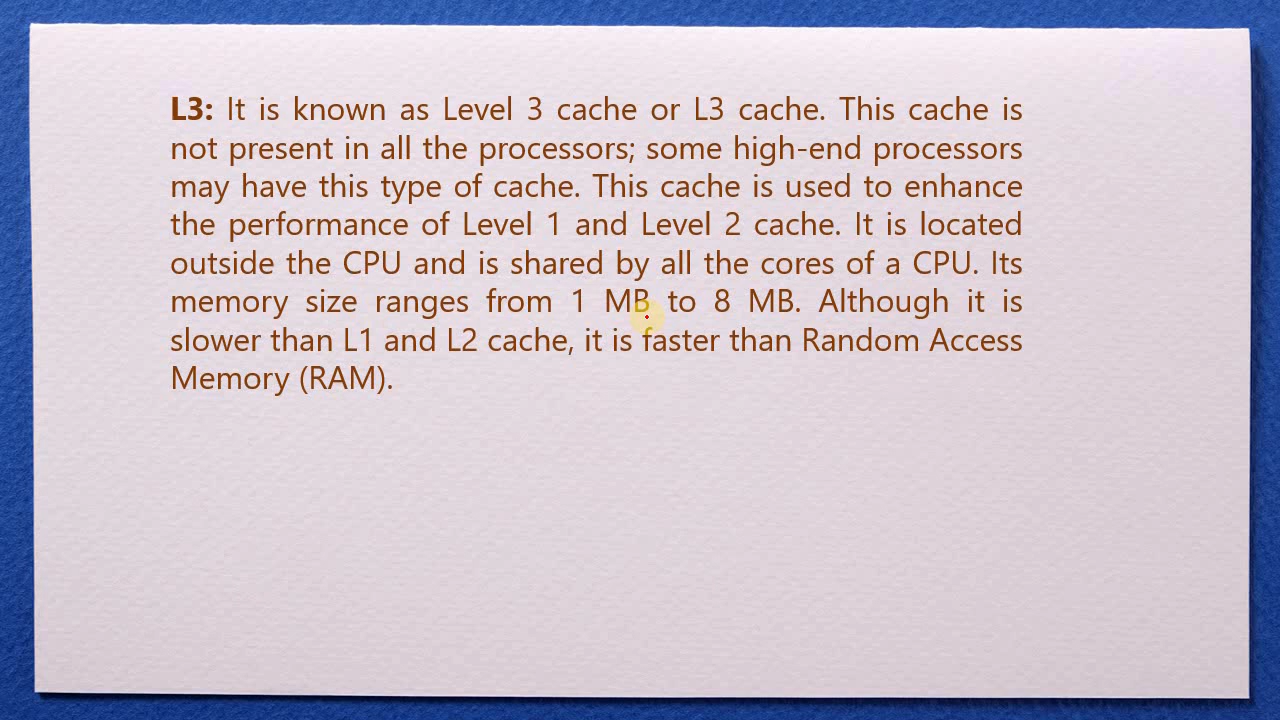 L3: It is known as Level 3 cache or L3 cache. This cache is
not present in all the processors; some high-end processors
may have this type of cache. This cache is used to enhance
the performance of Level 1 and Level 2 cache. It is located
outside the CPU and is shared by all the cores of a CPU. Its
memory size ranges from 1 MB to 8 MB. Although it is
slower than L1 and L2 cache, it is faster than Random Access
Memory (RAM).